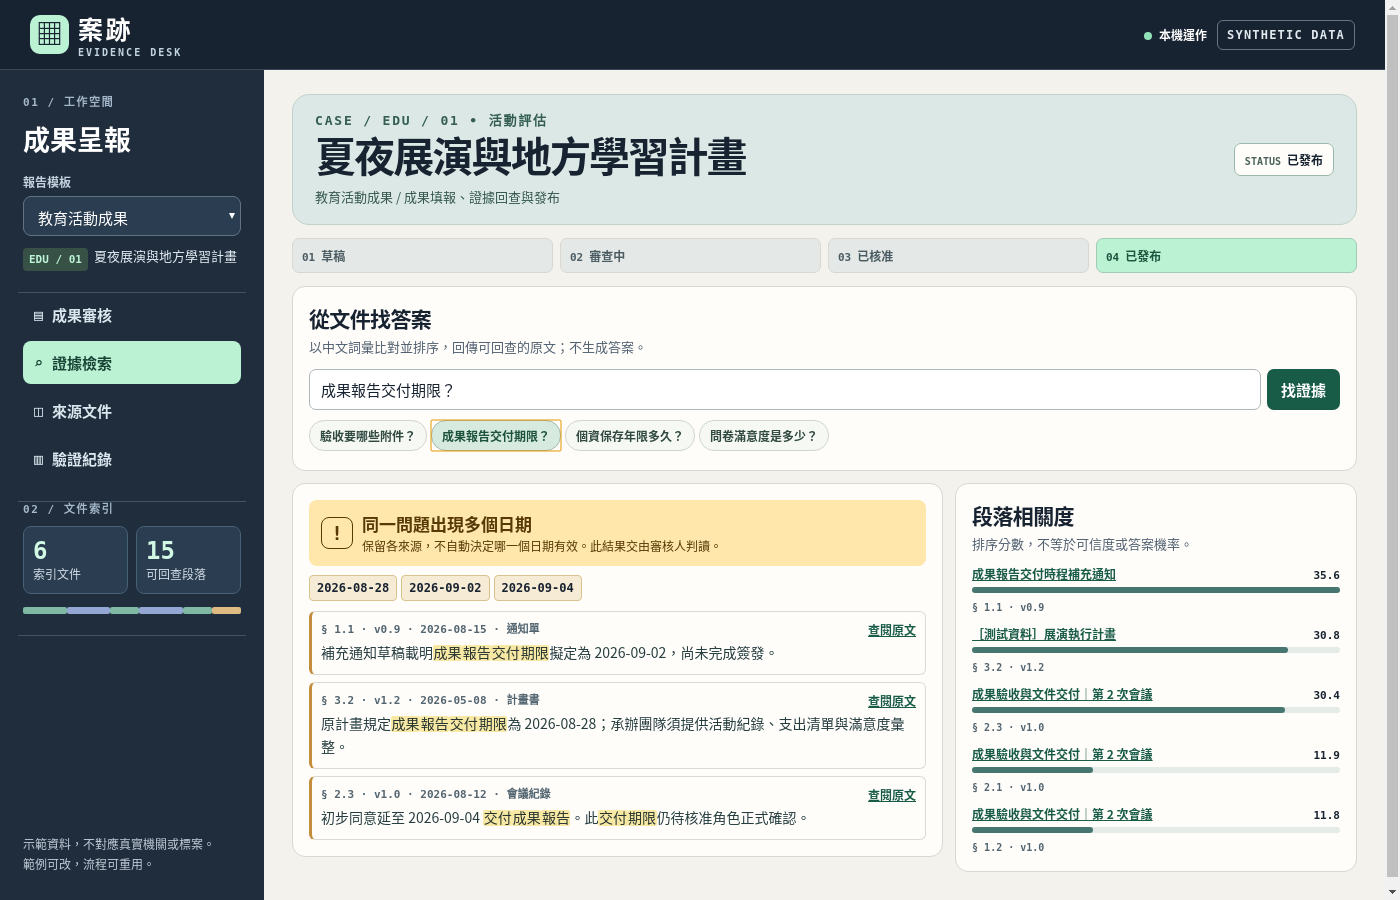 案跡
EVIDENCE DESK
本機運作
SYNTHETIC DATA
01 / 工作空間
成果呈報
報告模板
教育活動成果
EDU / 01 夏夜展演與地方學習計畫
成果審核
證據檢索
來源文件
驗證紀錄
02 / 文件索引
6
索引文件
15
可回查段落
示範資料，不對應真實機關或標案。
範例可改，流程可重用。
CASE / EDU / 01 • 活動評估
夏夜展演與地方學習計畫
教育活動成果 / 成果填報、證據回查與發布
STATUS 已發布
01 草稿
02 審查中
03 已核准
04 已發布
從文件找答案
以中文詞彙比對並排序，回傳可回查的原文；不生成答案。
成果報告交付期限？
找證據
驗收要哪些附件？
成果報告交付期限？
個資保存年限多久？
問卷滿意度是多少？
!
同一問題出現多個日期
保留各來源，不自動決定哪一個日期有效。此結果交由審核人判讀。
2026-08-28
2026-09-02
2026-09-04
§ 1.1 · v0.9 · 2026-08-15 · 通知單
查閱原文
補充通知草稿載明成果報告交付期限擬定為 2026-09-02，尚未完成簽發。
§ 3.2 · v1.2 · 2026-05-08 · 計畫書
查閱原文
原計畫規定成果報告交付期限為 2026-08-28；承辦團隊須提供活動紀錄、支出清單與滿意度彙
整。
§ 2.3 · v1.0 · 2026-08-12 · 會議紀錄
查閱原文
初步同意延至 2026-09-04 交付成果報告。此交付期限仍待核准角色正式確認。
段落相關度
排序分數，不等於可信度或答案機率。
成果報告交付時程補充通知
35.6
§ 1.1 · v0.9
［測試資料］展演執行計畫
30.8
§ 3.2 · v1.2
成果驗收與文件交付｜第 2 次會議
30.4
§ 2.3 · v1.0
成果驗收與文件交付｜第 2 次會議
11.9
§ 2.1 · v1.0
成果驗收與文件交付｜第 2 次會議
11.8
§ 1.2 · v1.0